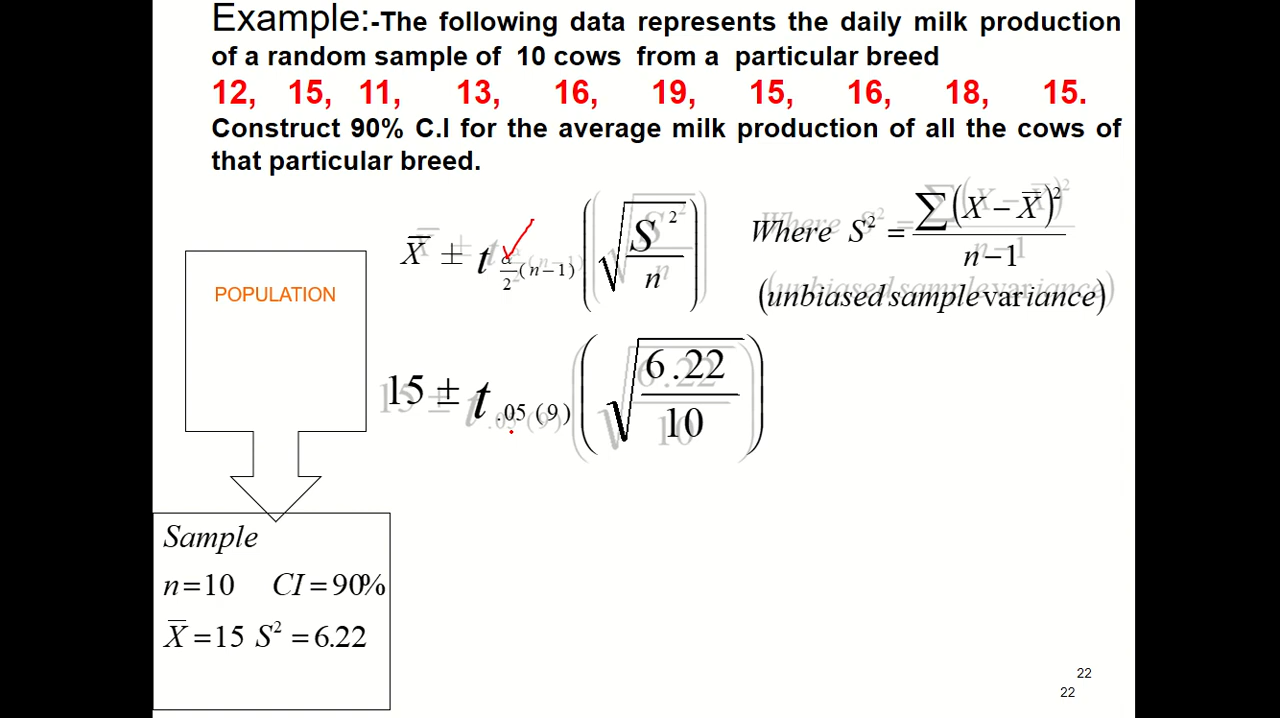 Example:-The following data represents the daily milk production
of a random sample of 10 cows from a particular breed
12, 15, 11, 13, 16, 19, 15, 16, 18, 15.
Construct 90% C.I for the average milk production of all the cows of
that particular breed.
X̄ ± t α/2 (n−1) (√(S²/n))
Where S² = ∑(X − X̄)² / n−1
(unbiased sample variance)
POPULATION
15 ± t .05 (9) (√(6.22/10))
Sample
n=10 CI=90%
X̄=15 S²=6.22
22
22